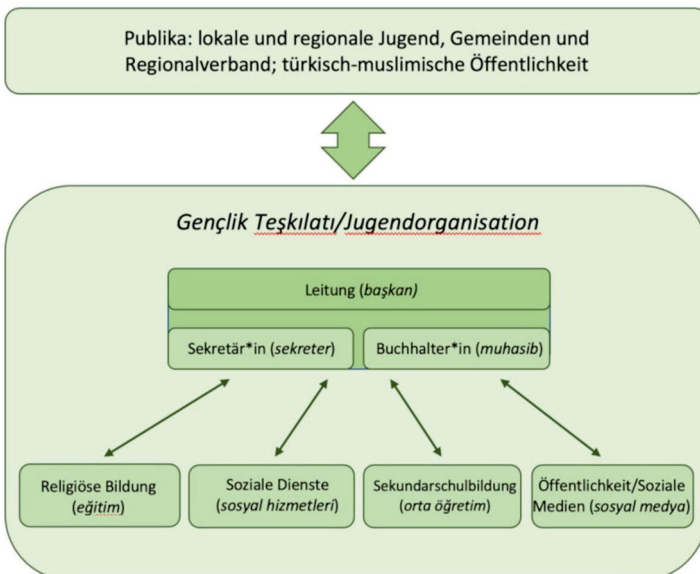 Publika: lokale und regionale Jugend, Gemeinden und
Regionalverband; türkisch-muslimische Öffentlichkeit
Gençlik Teşkılatı/Jugendorganisation
Leitung (başkan)
Sekretär*in (sekreter)
Buchhalter*in (muhasib)
Religiöse Bildung
(eğitim)
Soziale Dienste
(sosyal hizmetleri)
Sekundarschulbildung
(orta öğretim)
Öffentlichkeit/Soziale
Medien (sosyal medya)